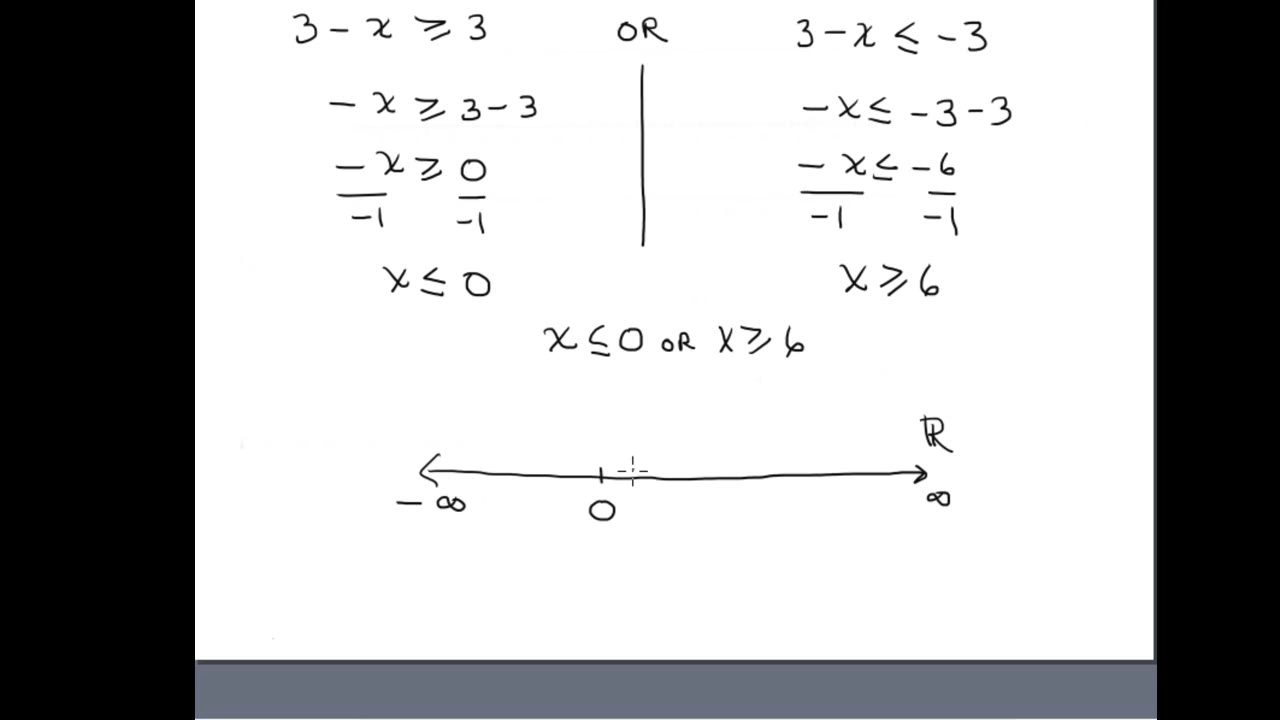 3 - x ≥ 3 OR 3 - x ≤ -3
- x ≥ 3 - 3 - x ≤ -3 - 3
- x ≥ 0 - x ≤ -6
-1 -1 -1 -1
x ≤ 0 x ≥ 6
x ≤ 0 OR x ≥ 6
ℝ
- ∞ 0 ∞